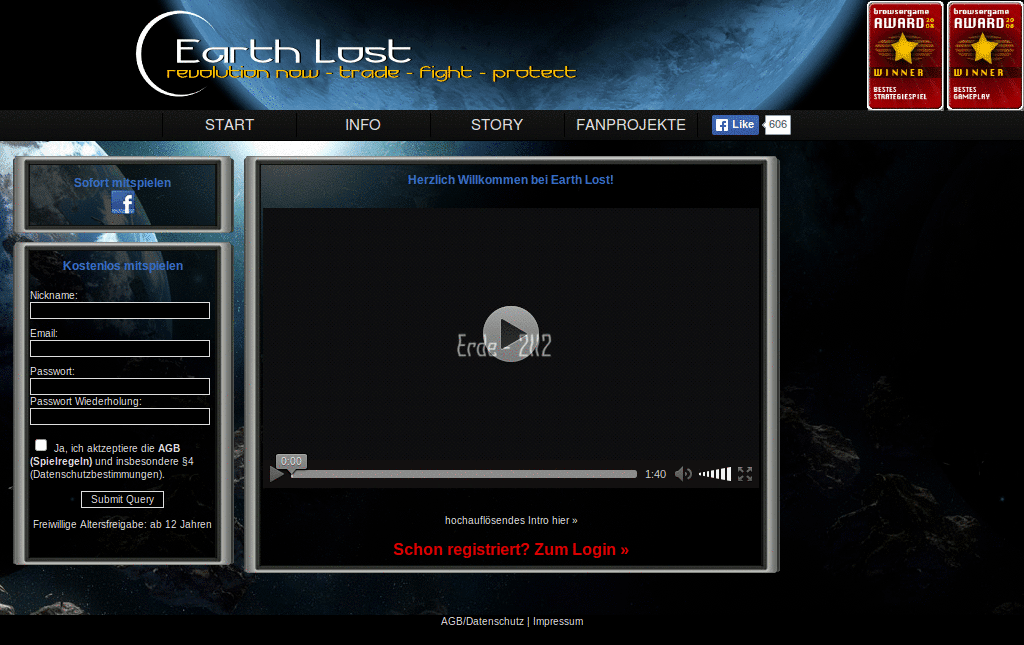 Earth Lost
revolution now - trade - fight - protect
browsergame
AWARD 2008
WINNER
BESTES
STRATEGIESPIEL
browsergame
AWARD 2008
WINNER
BESTES
GAMEPLAY
START INFO STORY FANPROJEKTE Like 606
Sofort mitspielen
Kostenlos mitspielen
Nickname:
Email:
Passwort:
Passwort Wiederholung:
Ja, ich aktzeptiere die AGB
(Spielregeln) und insbesondere §4
(Datenschutzbestimmungen).
Submit Query
Freiwillige Altersfreigabe: ab 12 Jahren
Herzlich Willkommen bei Earth Lost!
Erde - 2112
0:00
1:40
hochauflösendes Intro hier »
Schon registriert? Zum Login »
AGB/Datenschutz | Impressum